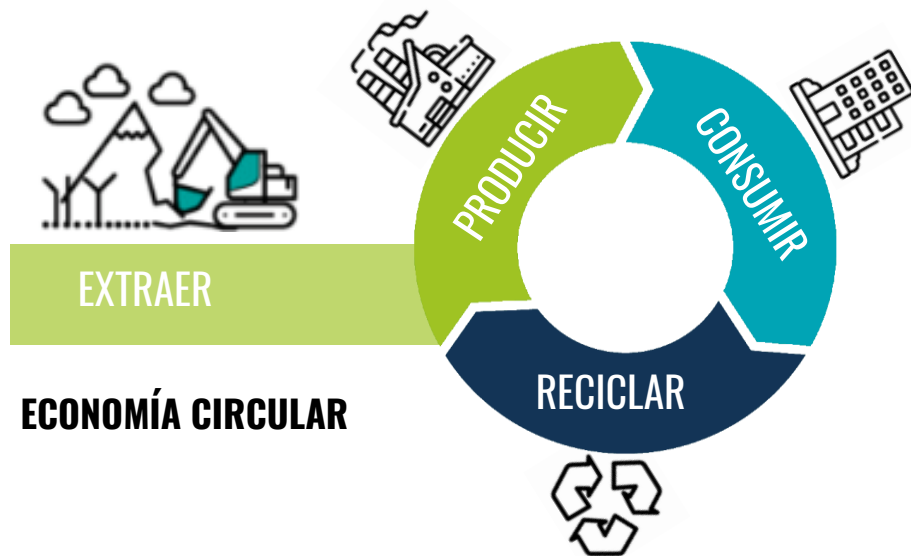 PRODUCIR
CONSUMIR
EXTRAER
RECICLAR
ECONOMÍA CIRCULAR